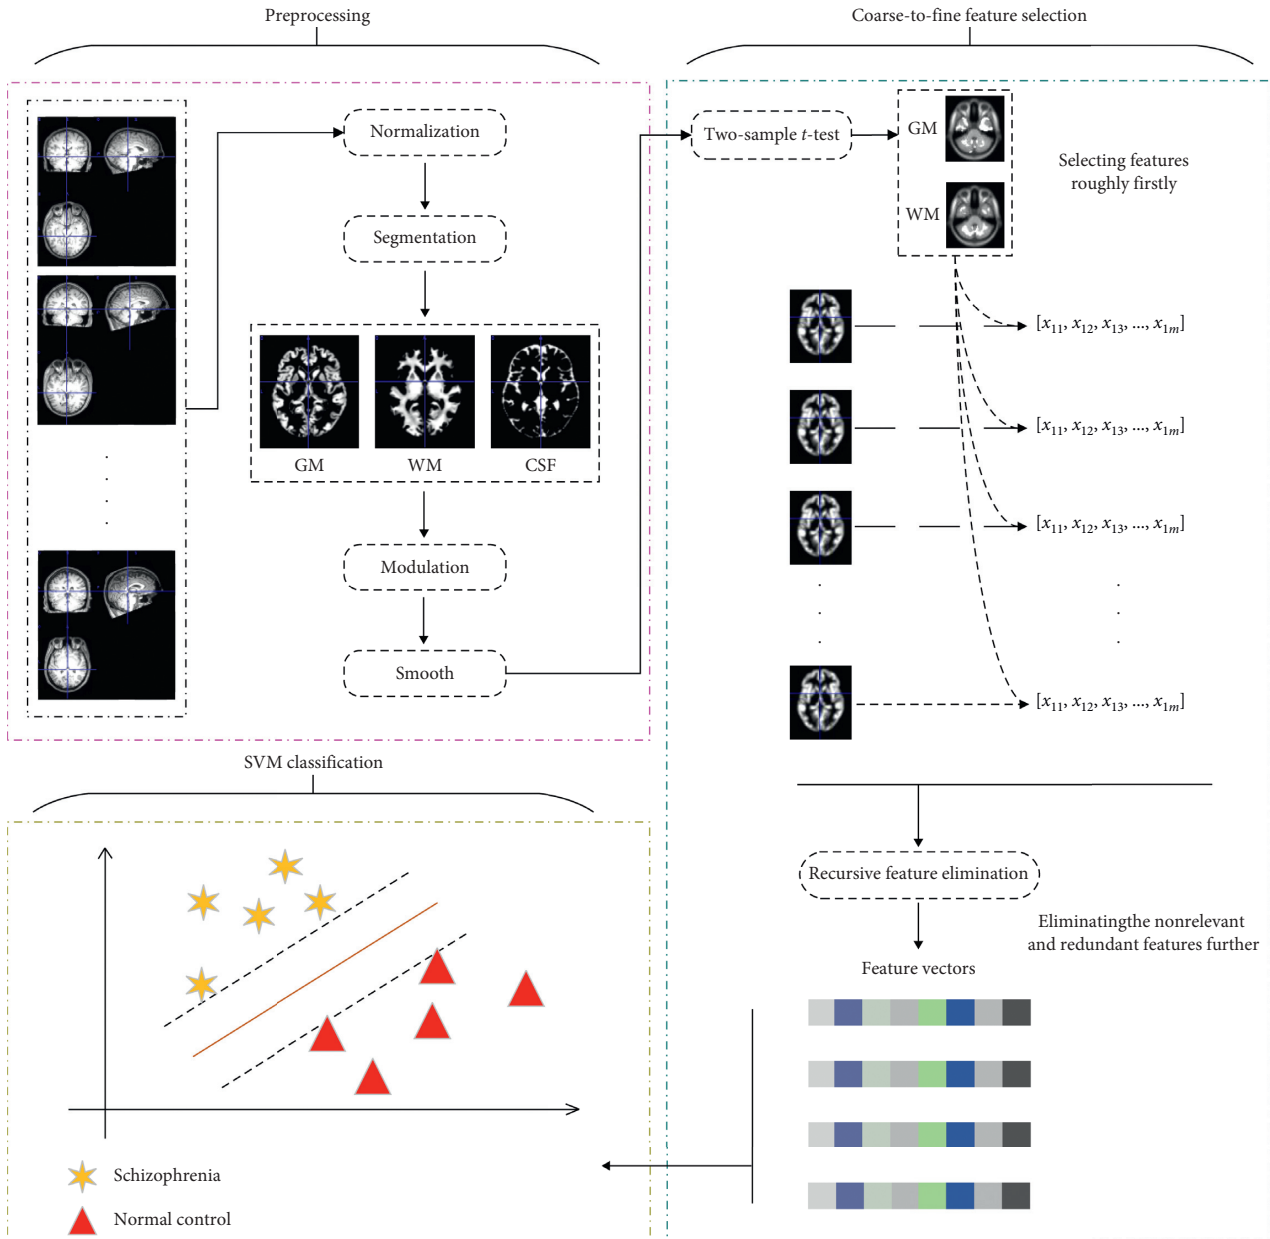 Preprocessing
Normalization
Segmentation
GM
WM
CSF
Modulation
Smooth
Coarse-to-fine feature selection
Two-sample t-test
GM
WM
Selecting features
roughly firstly
[x11, x12, x13, ..., x1m]
[x11, x12, x13, ..., x1m]
[x11, x12, x13, ..., x1m]
[x11, x12, x13, ..., x1m]
Recursive feature elimination
Eliminatingthe nonrelevant
and redundant features further
Feature vectors
SVM classification
Schizophrenia
Normal control